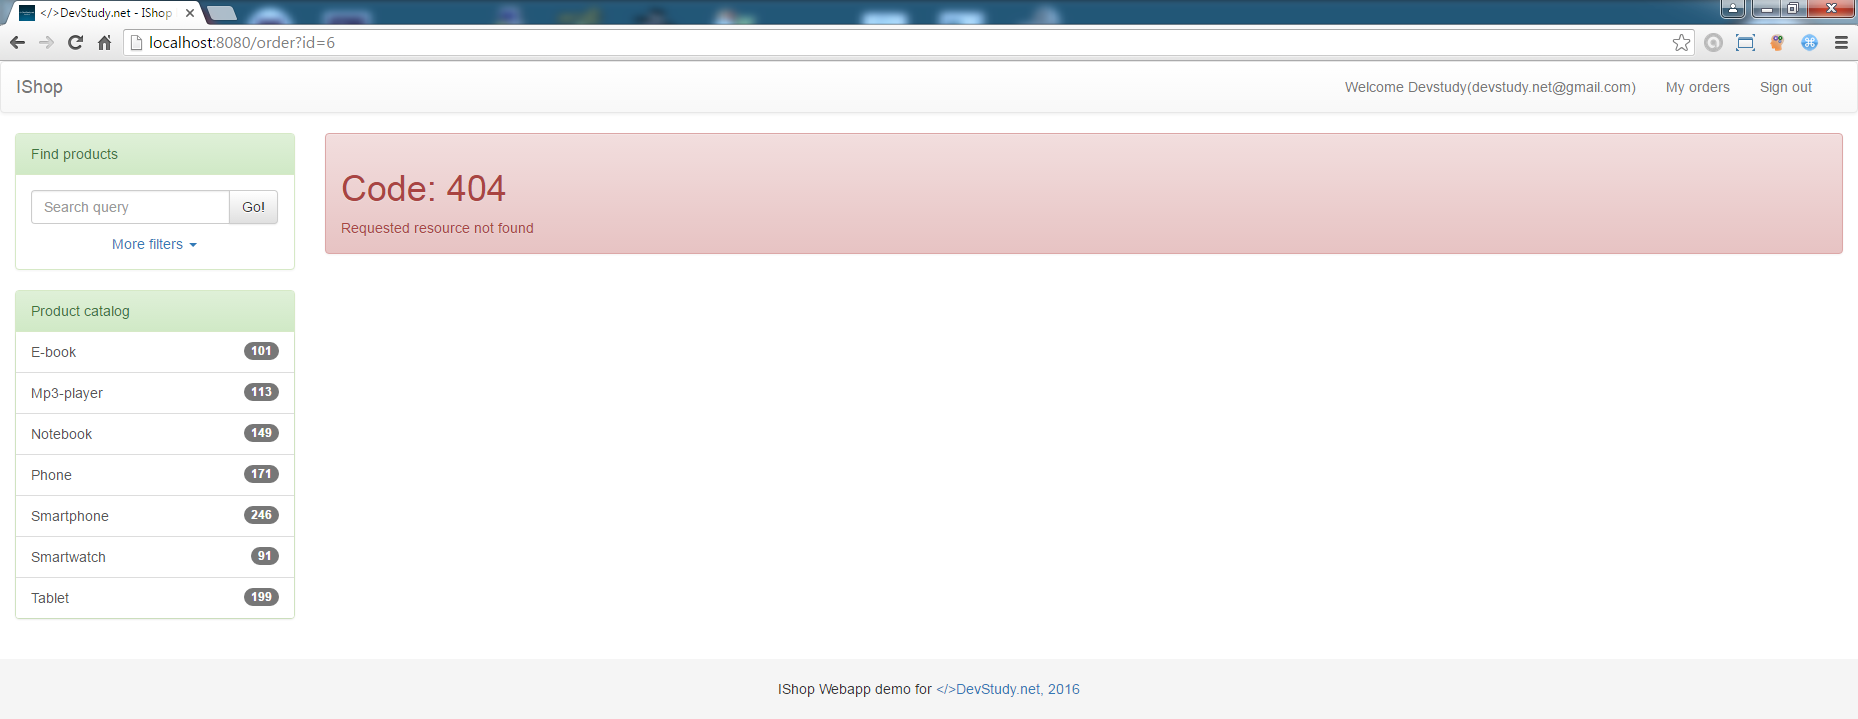 </>DevStudy.net - IShop
localhost:8080/order?id=6
IShop
Welcome Devstudy(devstudy.net@gmail.com)
My orders
Sign out
Find products
Search query
Go!
More filters
Product catalog
E-book 101
Mp3-player 113
Notebook 149
Phone 171
Smartphone 246
Smartwatch 91
Tablet 199
Code: 404
Requested resource not found
IShop Webapp demo for </>DevStudy.net, 2016